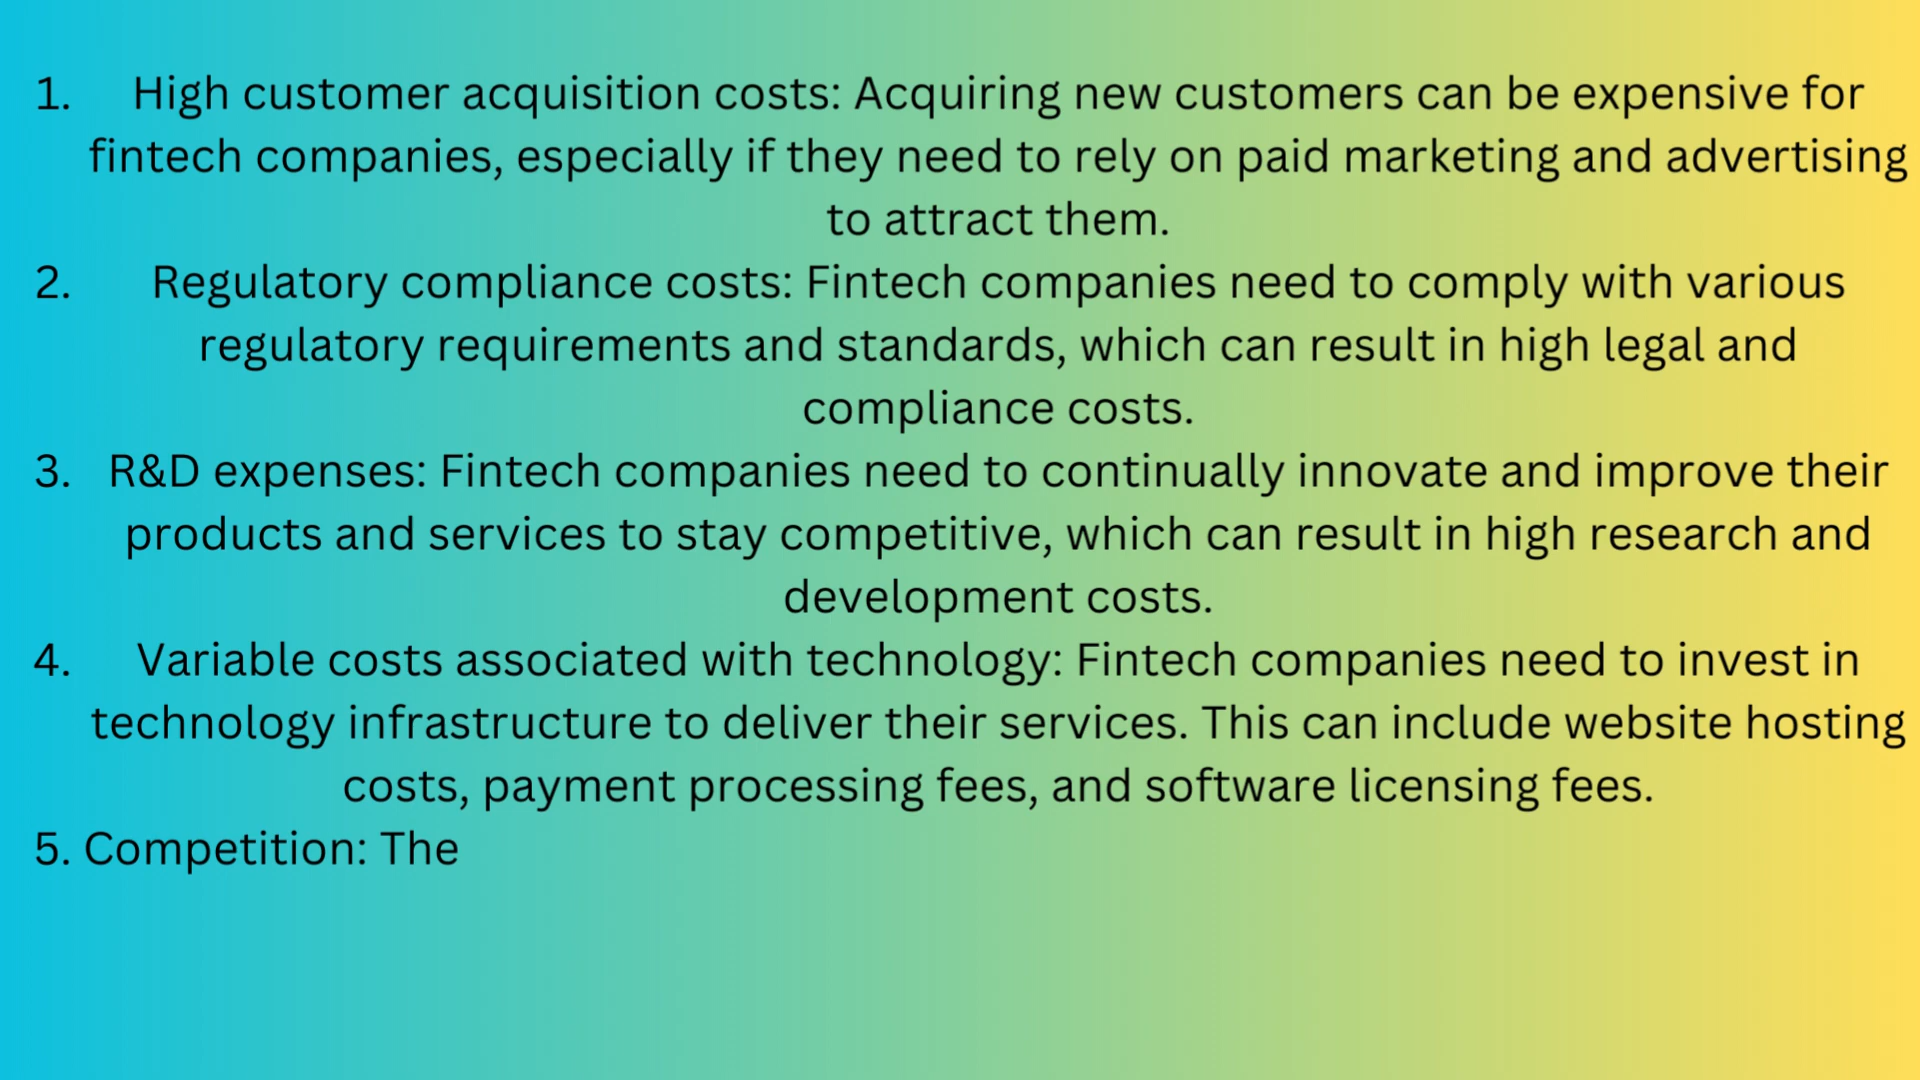 1. High customer acquisition costs: Acquiring new customers can be expensive for
fintech companies, especially if they need to rely on paid marketing and advertising
to attract them.
2. Regulatory compliance costs: Fintech companies need to comply with various
regulatory requirements and standards, which can result in high legal and
compliance costs.
3. R&D expenses: Fintech companies need to continually innovate and improve their
products and services to stay competitive, which can result in high research and
development costs.
4. Variable costs associated with technology: Fintech companies need to invest in
technology infrastructure to deliver their services. This can include website hosting
costs, payment processing fees, and software licensing fees.
5. Competition: The